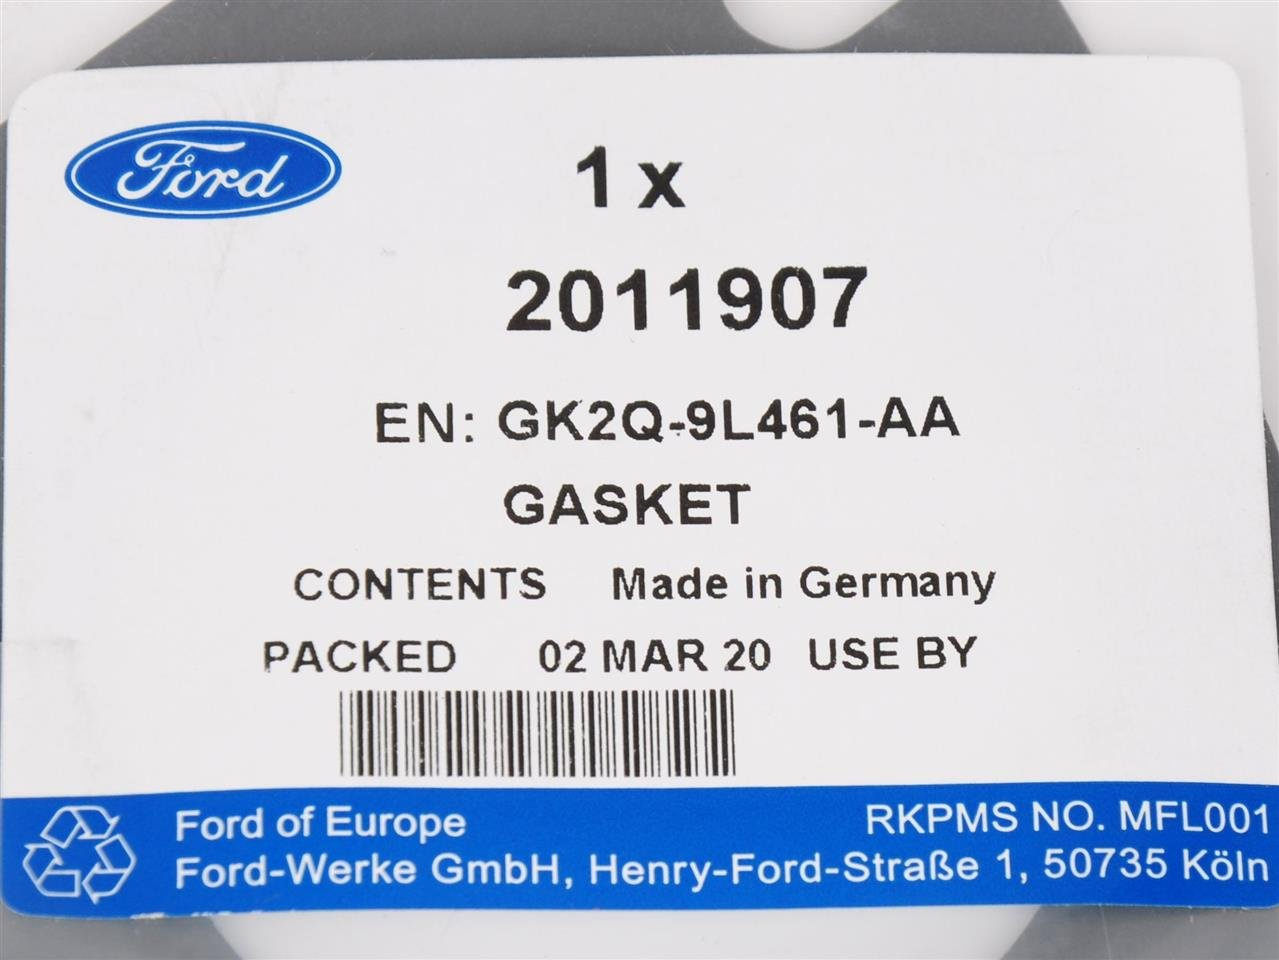 Ford
1 x
2011907
EN: GK2Q-9L461-AA
GASKET
CONTENTS Made in Germany
PACKED 02 MAR 20 USE BY
Ford of Europe
Ford-Werke GmbH, Henry-Ford-Straße 1, 50735 Köln
RKPMS NO. MFL001